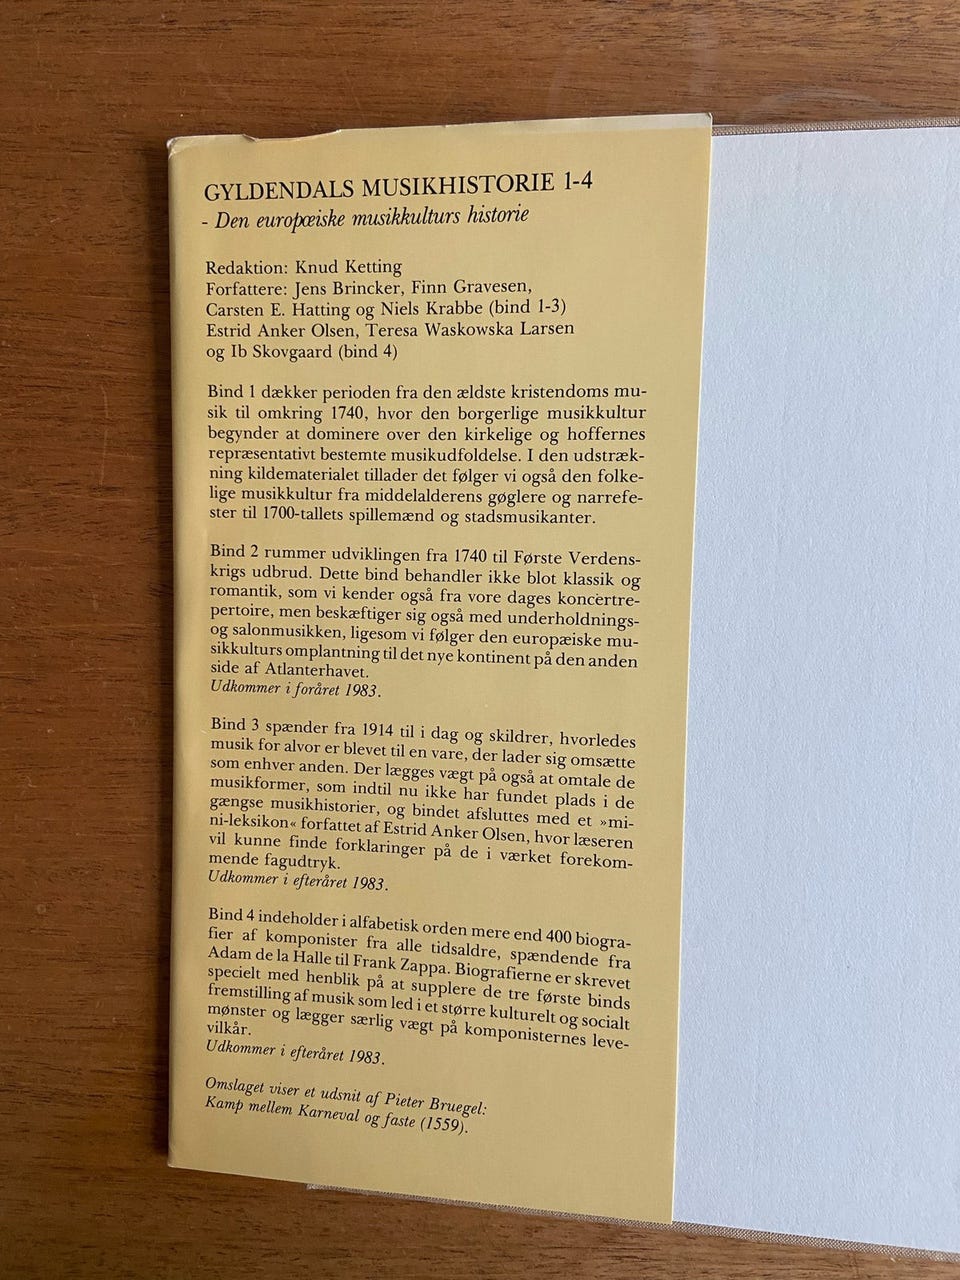 GYLDENDALS MUSIKHISTORIE 1-4
- Den europæiske musikkulturs historie
Redaktion: Knud Ketting
Forfattere: Jens Brincker, Finn Gravesen,
Carsten E. Hatting og Niels Krabbe (bind 1-3)
Estrid Anker Olsen, Teresa Waskowska Larsen
og Ib Skovgaard (bind 4)
Bind 1 dækker perioden fra den ældste kristendoms mu-
sik til omkring 1740, hvor den borgerlige musikkultur
begynder at dominere over den kirkelige og hoffernes
repræsentativt bestemte musikudfoldelse. I den udstræk-
ning kildematerialet tillader det følger vi også den folke-
lige musikkultur fra middelalderens gøglere og narrefe-
ster til 1700-tallets spillemænd og stadsmusikanter.
Bind 2 rummer udviklingen fra 1740 til Første Verdens-
krigs udbrud. Dette bind behandler ikke blot klassik og
romantik, som vi kender også fra vore dages koncertre-
pertoire, men beskæftiger sig også med underholdnings-
og salonmusikken, ligesom vi følger den europæiske mu-
sikkulturs omplantning til det nye kontinent på den anden
side af Atlanterhavet.
Udkommer i foråret 1983.
Bind 3 spænder fra 1914 til i dag og skildrer, hvorledes
musik for alvor er blevet til en vare, der lader sig omsætte
som enhver anden. Der lægges vægt på også at omtale de
musikformer, som indtil nu ikke har fundet plads i de
gængse musikhistorier, og bindet afsluttes med et »mi-
ni-leksikon« forfattet af Estrid Anker Olsen, hvor læseren
vil kunne finde forklaringer på de i værket forekom-
mende fagudtryk.
Udkommer i efteråret 1983.
Bind 4 indeholder i alfabetisk orden mere end 400 biogra-
fier af komponister fra alle tidsaldre, spændende fra
Adam de la Halle til Frank Zappa. Biografierne er skrevet
specielt med henblik på at supplere de tre første binds
fremstilling af musik som led i et større kulturelt og socialt
mønster og lægger særlig vægt på komponisternes leve-
vilkår.
Udkommer i efteråret 1983.
Omslaget viser et udsnit af Pieter Bruegel:
Kamp mellem Karneval og faste (1559).